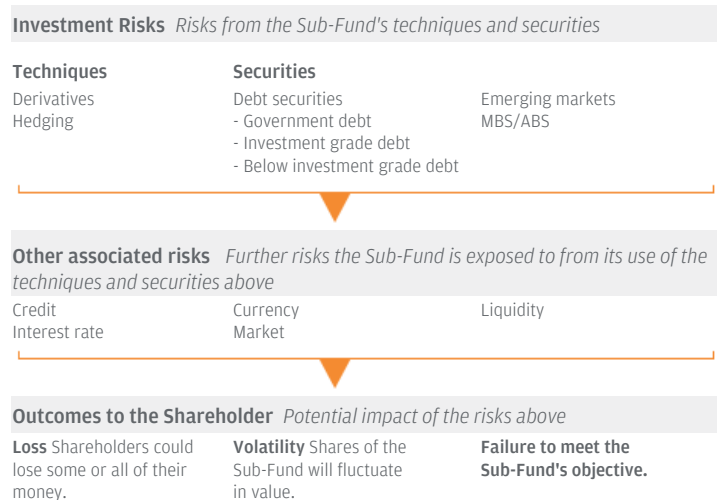 Investment Risks Risks from the Sub-Fund's techniques and securities
Techniques
Derivatives
Hedging
Securities
Debt securities
- Government debt
- Investment grade debt
- Below investment grade debt
Emerging markets
MBS/ABS
Other associated risks Further risks the Sub-Fund is exposed to from its use of the
techniques and securities above
Credit
Interest rate
Currency
Market
Liquidity
Outcomes to the Shareholder Potential impact of the risks above
Loss Shareholders could
lose some or all of their
money.
Volatility Shares of the
Sub-Fund will fluctuate
in value.
Failure to meet the
Sub-Fund's objective.